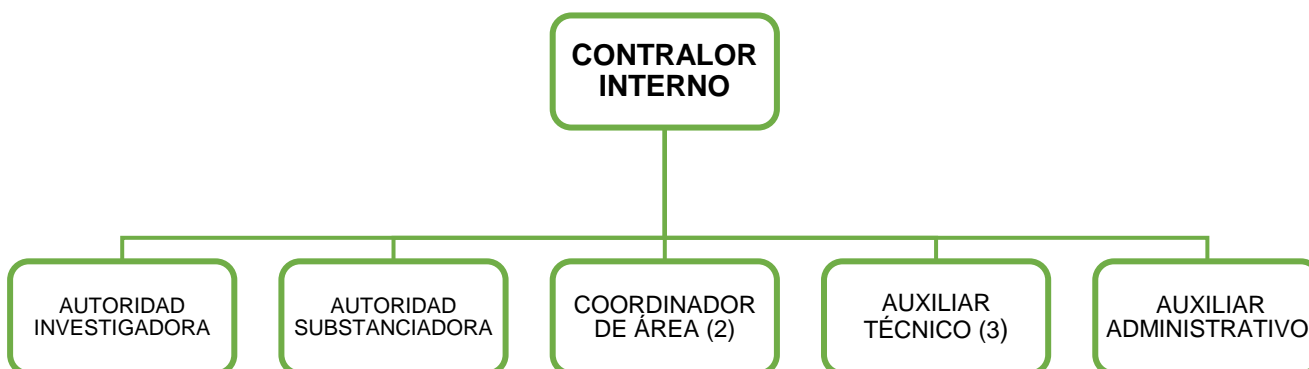 CONTRALOR
INTERNO
AUTORIDAD
INVESTIGADORA
AUTORIDAD
SUBSTANCIADORA
COORDINADOR
DE ÁREA (2)
AUXILIAR
TÉCNICO (3)
AUXILIAR
ADMINISTRATIVO